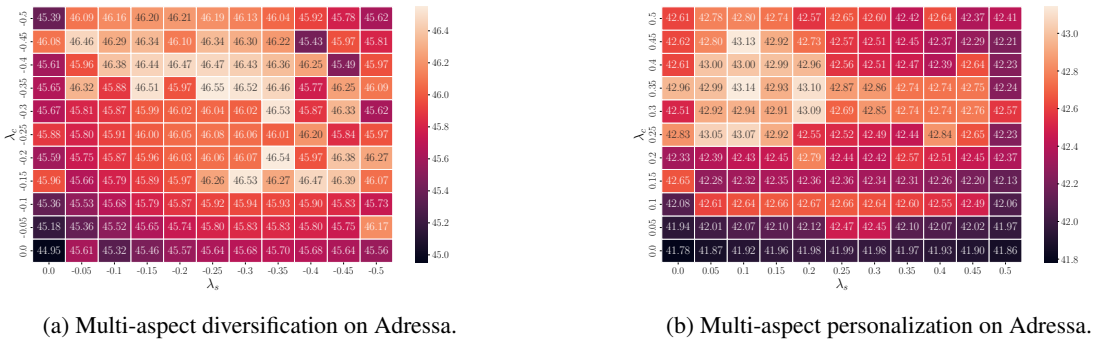 -0.5 45.39 46.09 46.16 46.20 46.21 46.19 46.13 46.04 45.92 45.78 45.62
-0.45 46.08 46.46 46.29 46.34 46.10 46.34 46.30 46.22 45.43 45.97 45.81
-0.4 45.61 45.96 46.38 46.44 46.47 46.47 46.43 46.36 46.21 45.49 45.97
-0.35 45.65 46.32 45.88 46.51 45.97 46.55 46.52 46.46 45.77 46.25 46.09
-0.3 45.67 45.81 45.87 45.99 46.04 46.02 46.04 46.53 45.87 46.33 45.62
-0.25 45.88 45.80 45.91 46.00 46.05 46.08 46.06 46.01 46.20 45.84 45.97
-0.2 45.59 45.75 45.85 45.96 46.03 46.06 46.07 46.54 45.97 46.38 46.27
-0.15 45.96 45.66 45.79 45.89 45.97 46.26 46.53 46.27 46.47 46.39 46.07
-0.1 45.36 45.53 45.68 45.79 45.87 45.92 45.94 45.93 45.90 45.83 45.73
-0.05 45.18 45.36 45.52 45.65 45.74 45.80 45.83 45.83 45.80 45.75 46.17
0.0 44.95 45.61 45.32 45.46 45.57 45.64 45.68 45.70 45.68 45.64 45.56
0.0 -0.05 -0.1 -0.15 -0.2 -0.25 -0.3 -0.35 -0.4 -0.45 -0.5
λc
λs
46.4
46.2
46.0
45.8
45.6
45.4
45.2
45.0
(a) Multi-aspect diversification on Adressa.
0.5 42.61 42.78 42.80 42.72 42.51 42.65 42.60 42.42 42.64 42.37 42.41
0.45 42.62 42.80 43.13 42.92 42.73 42.57 42.51 42.45 42.37 42.29 42.21
0.4 42.61 43.00 43.00 42.99 42.96 42.56 42.51 42.47 42.39 42.64 42.23
0.35 42.96 42.99 43.14 42.93 43.10 42.87 42.86 42.74 42.74 42.75 42.24
0.3 42.51 42.92 42.94 42.91 43.09 42.69 42.85 42.74 42.74 42.76 42.57
0.25 42.83 43.05 43.07 42.92 42.55 42.52 42.49 42.44 42.84 42.65 42.23
0.2 42.33 42.39 42.43 42.45 42.79 42.44 42.42 42.57 42.51 42.45 42.37
0.15 42.65 42.28 42.32 42.35 42.35 42.36 42.34 42.31 42.26 42.20 42.13
0.1 42.08 42.61 42.64 42.66 42.67 42.66 42.64 42.60 42.55 42.49 42.06
0.05 41.94 42.01 42.07 42.10 42.12 42.47 42.45 42.10 42.07 42.02 41.97
0.0 41.78 41.87 41.92 41.96 41.98 41.99 41.98 41.97 41.93 41.90 41.86
0.0 0.05 0.1 0.15 0.2 0.25 0.3 0.35 0.4 0.45 0.5
λc
λs
43.0
42.8
42.6
42.4
42.2
42.0
41.8
(b) Multi-aspect personalization on Adressa.